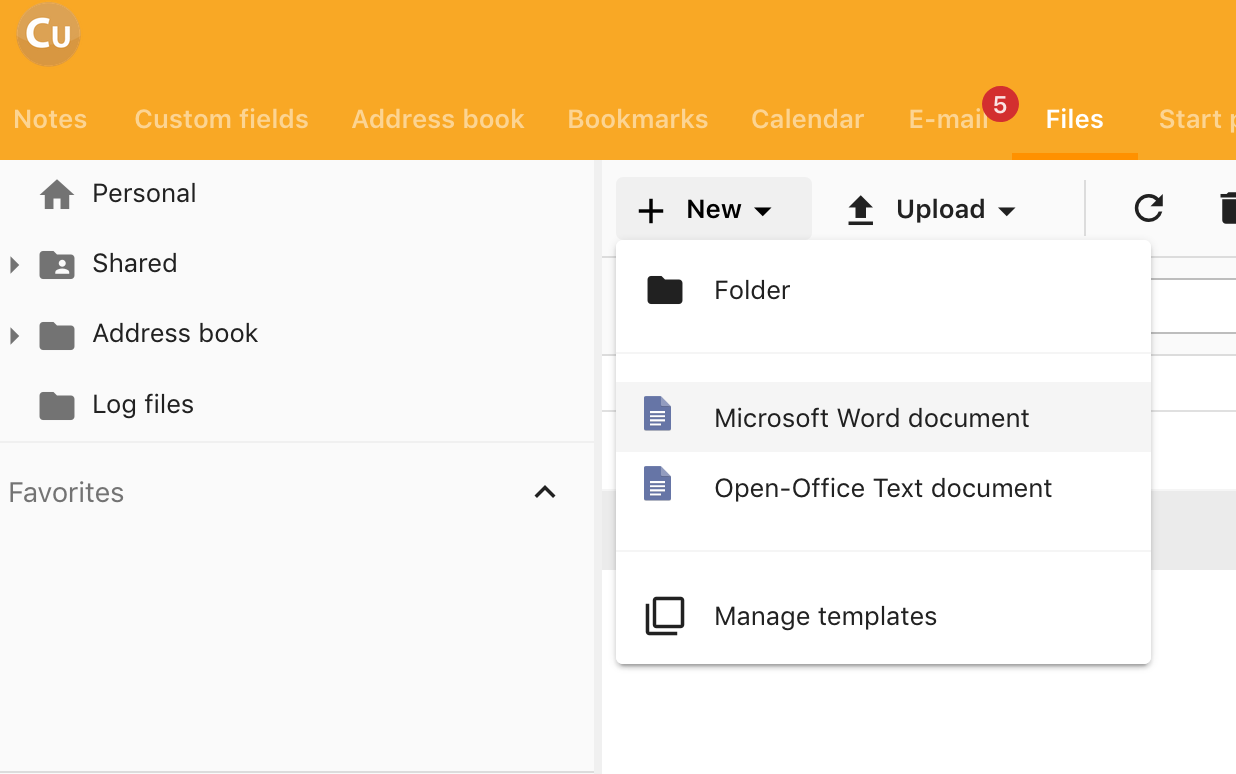 Cu
Notes Custom fields Address book Bookmarks Calendar E-mail 5 Files Start
Personal
Shared
Address book
Log files
Favorites
New Upload
Folder
Microsoft Word document
Open-Office Text document
Manage templates